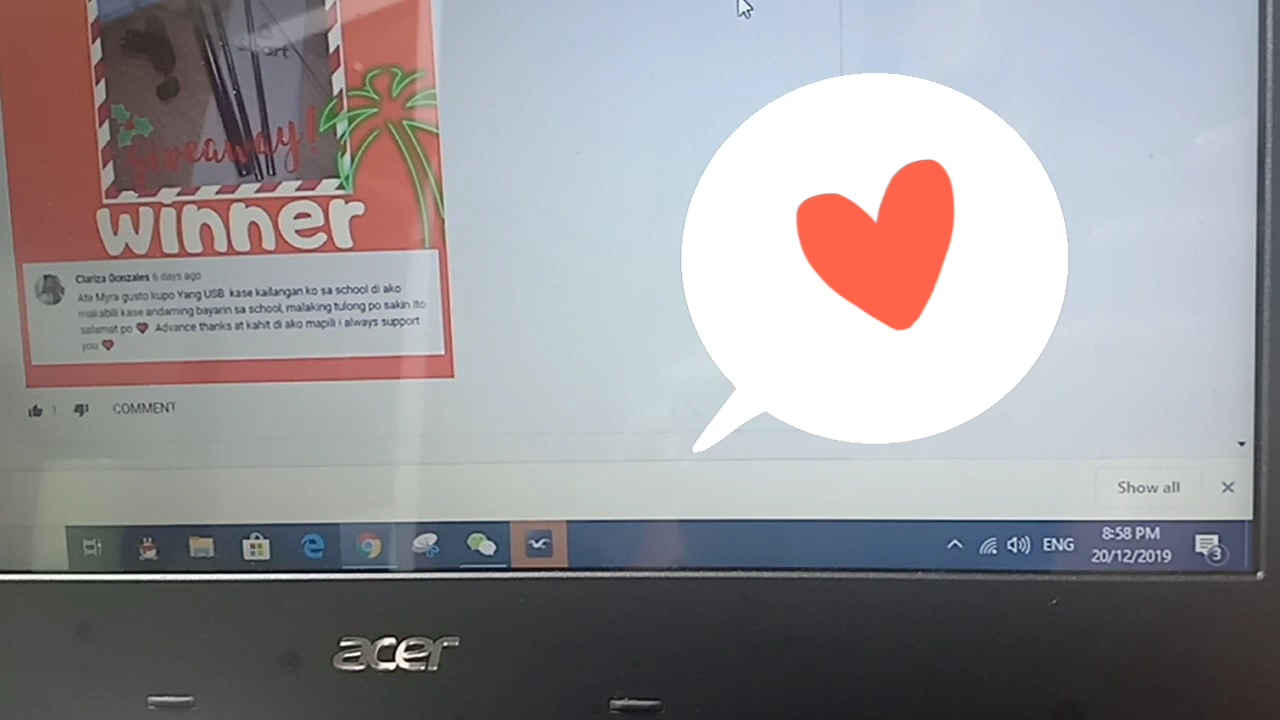 Giveaway!
winner
Clariza Gonzales 6 days ago
Ate Myra gusto kupo Yang USB kase kailangan ko sa school di ako
makabili kase andaming bayarin sa school, malaking tulong po sakin Ito
salamat po ❤ Advance thanks at kahit di ako mapili i always support
you ❤
1 COMMENT
Show all
ENG
8:58 PM
20/12/2019
3
acer